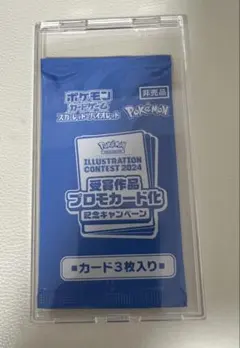 ポケモン
カードゲーム
スカーレット&バイオレット
非売品
Pokémon
Pokémon
ILLUSTRATION
CONTEST 2024
受賞作品
プロモカード化
記念キャンペーン
■カード3枚入り■